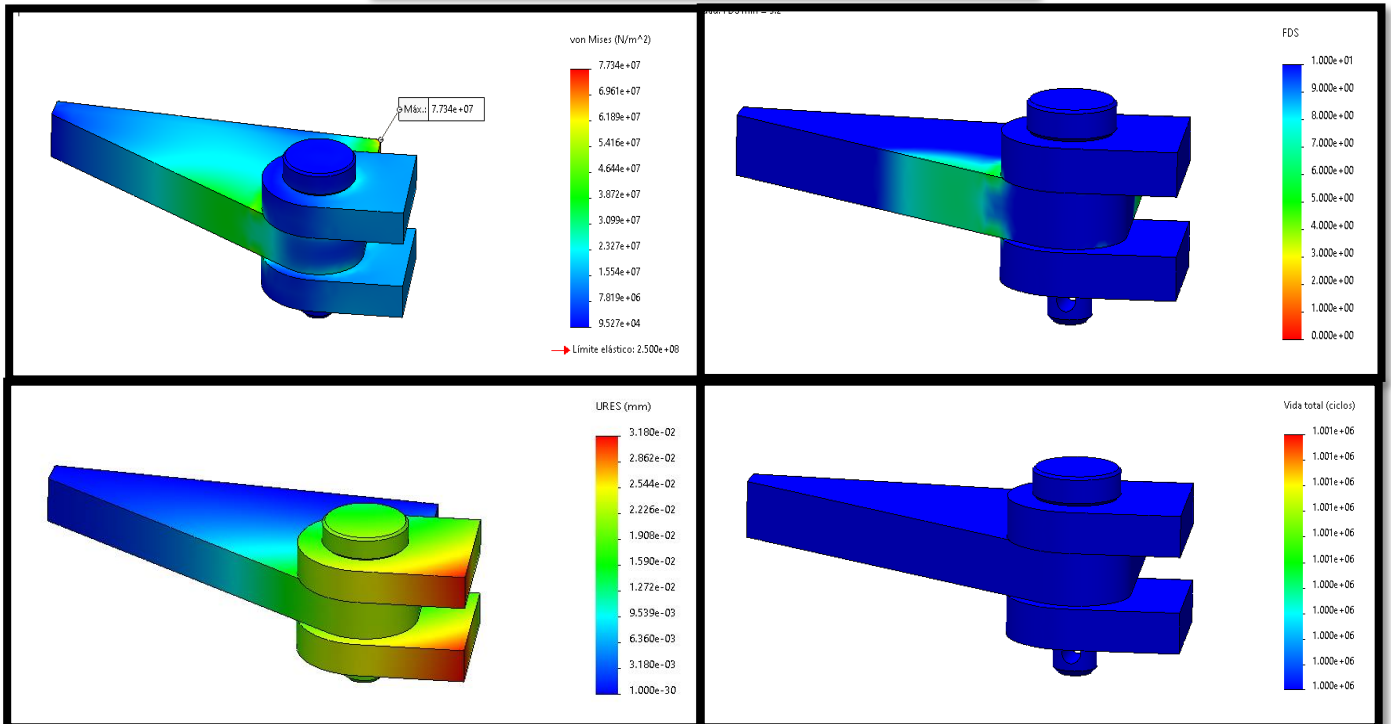 von Mises (N/m^2)
7.734e+07
6.961e+07
6.189e+07
5.416e+07
4.644e+07
3.872e+07
3.099e+07
2.327e+07
1.554e+07
7.819e+06
9.527e+04
Límite elástico: 2.500e+08
Máx.: 7.734e+07
FDS
1.000e+01
9.000e+00
8.000e+00
7.000e+00
6.000e+00
5.000e+00
4.000e+00
3.000e+00
2.000e+00
1.000e+00
0.000e+00
URES (mm)
3.180e-02
2.862e-02
2.544e-02
2.226e-02
1.908e-02
1.590e-02
1.272e-02
9.539e-03
6.360e-03
3.180e-03
1.000e-30
Vida total (ciclos)
1.001e+06
1.001e+06
1.001e+06
1.001e+06
1.001e+06
1.001e+06
1.000e+06
1.000e+06
1.000e+06
1.000e+06
1.000e+06